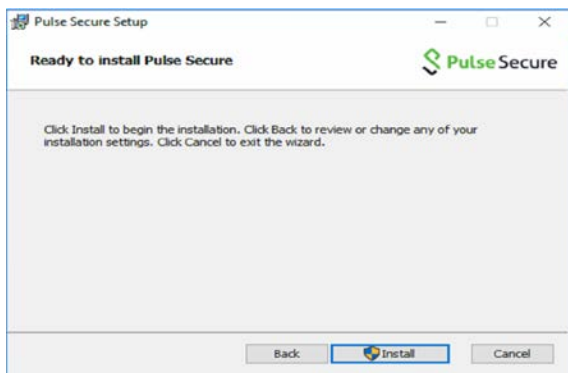 Pulse Secure Setup
Ready to install Pulse Secure
Pulse Secure
Click Install to begin the installation. Click Back to review or change any of your
installation settings. Click Cancel to exit the wizard.
Back Install Cancel